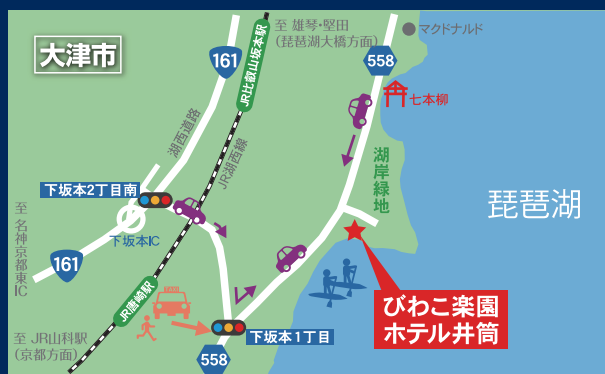 大津市
161
JR比叡山坂本駅
至 雄琴・堅田
(琵琶湖大橋方面)
マクドナルド
558
七本柳
湖西道路
JR湖西線
湖岸緑地
下坂本2丁目南
下坂本IC
至 名神京都東IC
161
琵琶湖
JR唐崎駅
びわこ楽園
ホテル井筒
至 JR山科駅
(京都方面)
下坂本1丁目
558